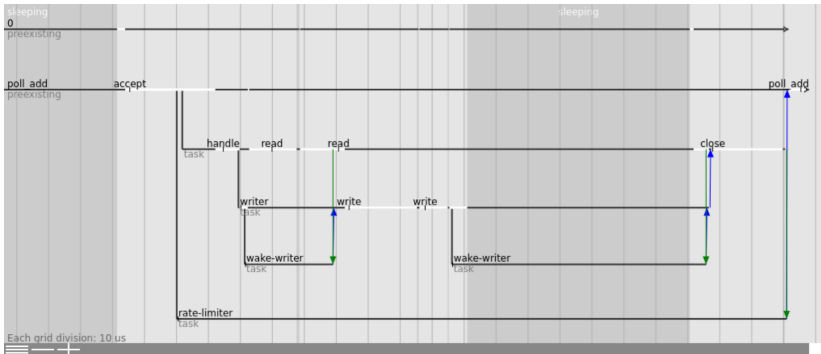 sleeping sleeping
0
preexisting
poll_add accept poll_add
preexisting
handle read read close
task
writer write write
task
wake-writer wake-writer
task task
rate-limiter
task
Each grid division: 10 us